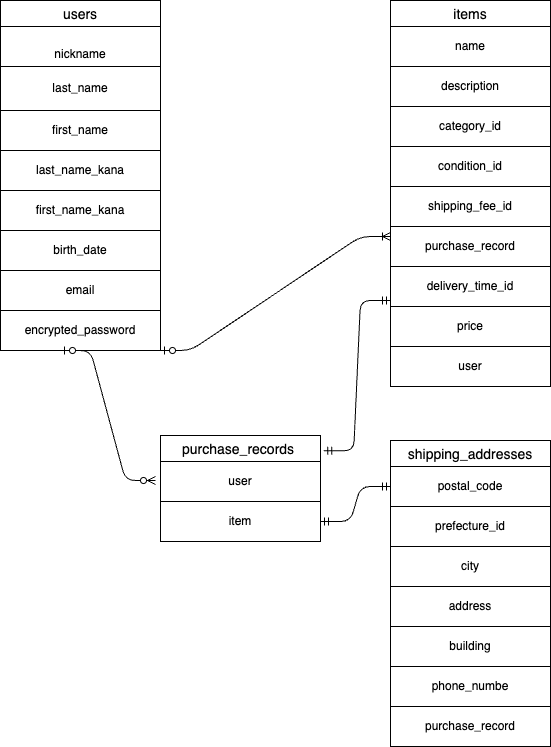 users
nickname
last_name
first_name
last_name_kana
first_name_kana
birth_date
email
encrypted_password
items
name
description
category_id
condition_id
shipping_fee_id
purchase_record
delivery_time_id
price
user
purchase_records
user
item
shipping_addresses
postal_code
prefecture_id
city
address
building
phone_numbe
purchase_record